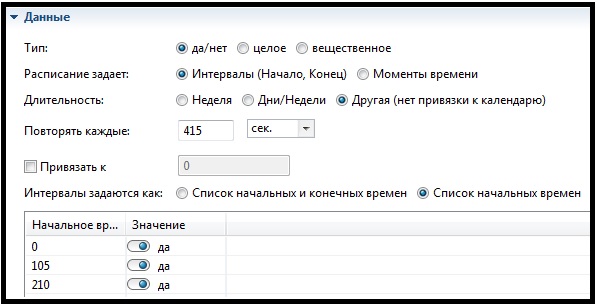 Данные
Тип: да/нет целое вещественное
Расписание задает: Интервалы (Начало, Конец) Моменты времени
Длительность: Неделя Дни/Недели Другая (нет привязки к календарю)
Повторять каждые: 415 сек.
Привязать к 0
Интервалы задаются как: Список начальных и конечных времен Список начальных времен
Начальное вр... Значение
0 да
105 да
210 да